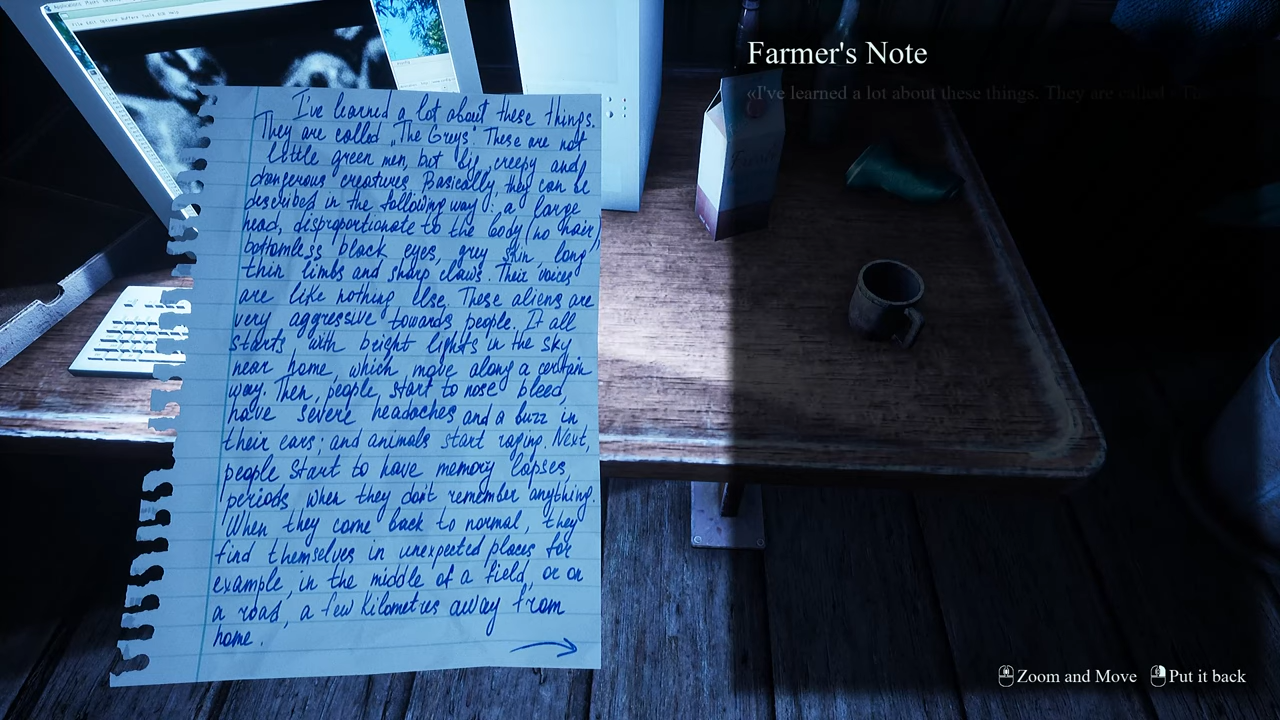 Farmer's Note
«I've learned a lot about these things. They are called - The
I've learned a lot about these things.
They are called „The Greys". These are not
little green men, but big, creepy and
dangerous creatures. Basically, they can be
described in the following way: a large
head, disproportionate to the body (no hair),
bottomless black eyes, grey skin, long
thin limbs and sharp claws. Their voices
are like nothing else. These aliens are
very aggressive towards people. It all
starts with bright lights in the sky
near home, which move along a certain
way. Then, people start to nose bleed,
have severe headaches and a buzz in
their ears; and animals start raging. Next,
people start to have memory lapses,
periods when they don't remember anything.
When they come back to normal, they
find themselves in unexpected places for
example, in the middle of a field, or on
a road, a few kilometres away from
home.
Zoom and Move
Put it back